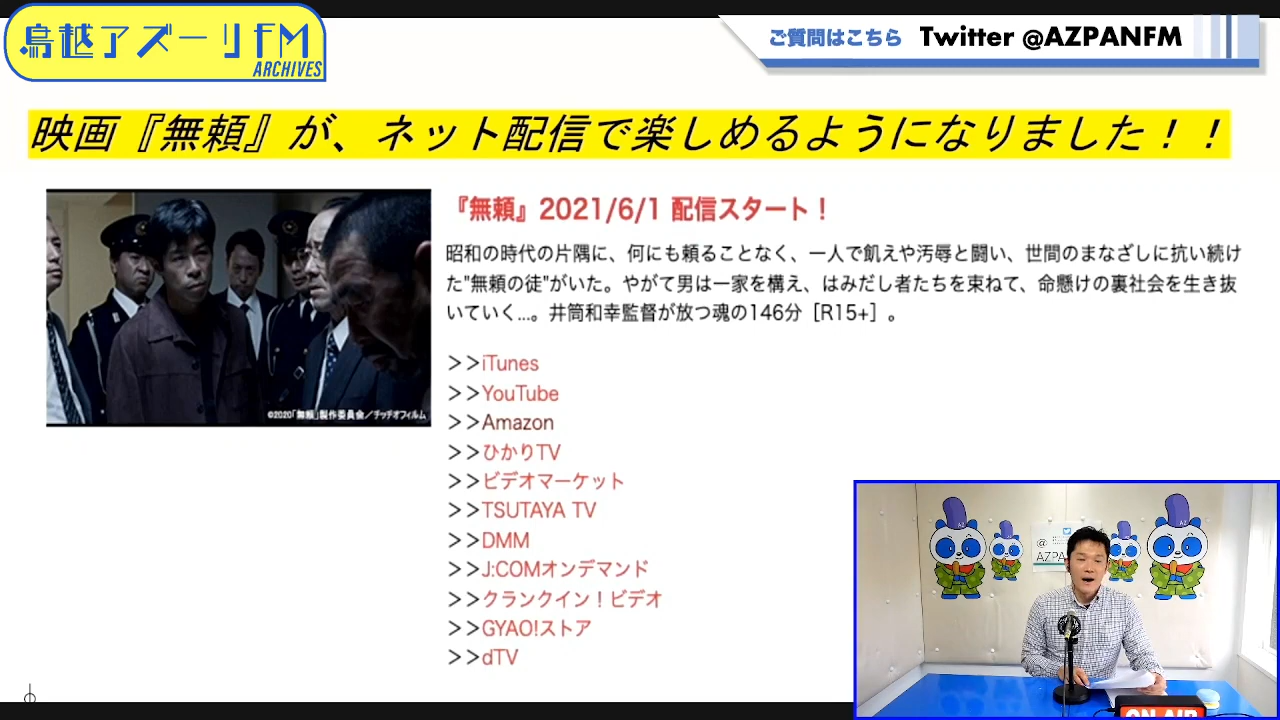 鳥越アズーリFM
ARCHIVES
ご質問はこちら Twitter @AZPANFM
映画『無頼』が、ネット配信で楽しめるようになりました！！
『無頼』2021/6/1 配信スタート！
昭和の時代の片隅に、何にも頼ることなく、一人で飢えや汚辱と闘い、世間のまなざしに抗い続け
た"無頼の徒"がいた。やがて男は一家を構え、はみだし者たちを束ねて、命懸けの裏社会を生き抜
いていく...。井筒和幸監督が放つ魂の146分［R15+］。
>>iTunes
>>YouTube
>>Amazon
>>ひかりTV
>>ビデオマーケット
>>TSUTAYA TV
>>DMM
>>J:COMオンデマンド
>>クランクイン！ビデオ
>>GYAO!ストア
>>dTV
©2020「無頼」製作委員会／チッチオフィルム
AZ
AZ
@
AZPA
ON AIR